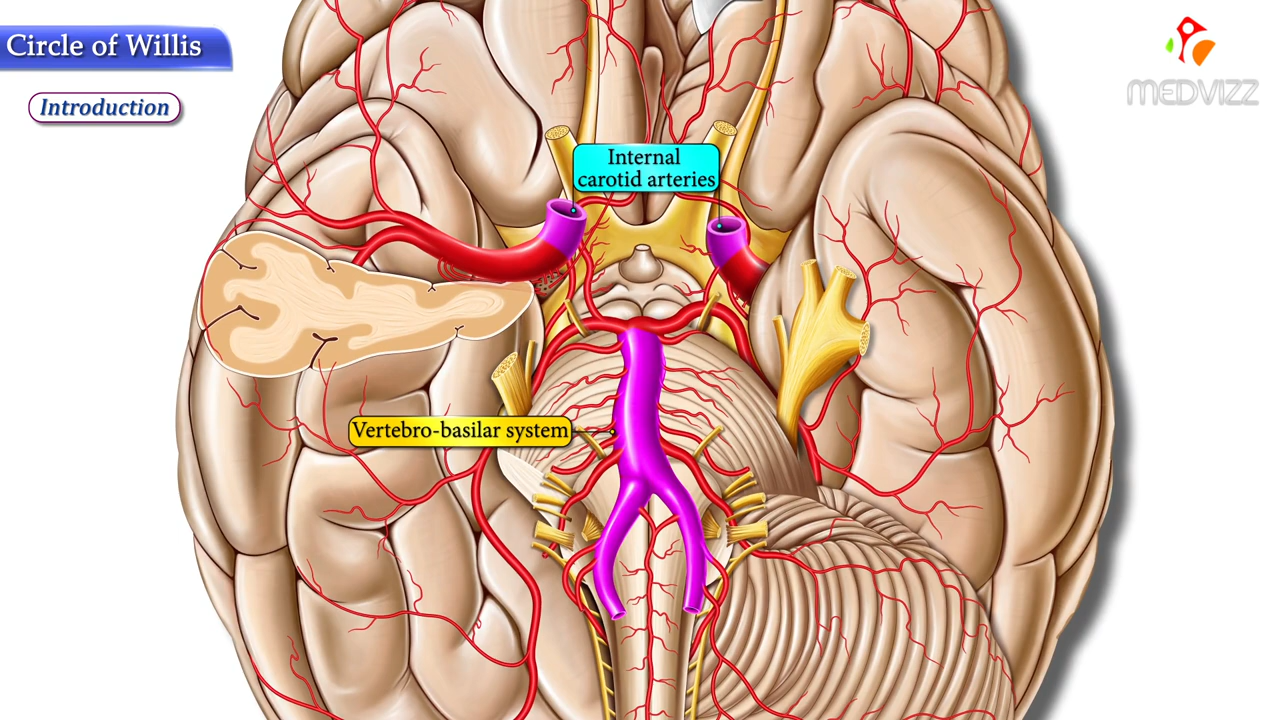 Circle of Willis
Introduction
MEDVIZZ
Internal
carotid arteries
Vertebro-basilar system